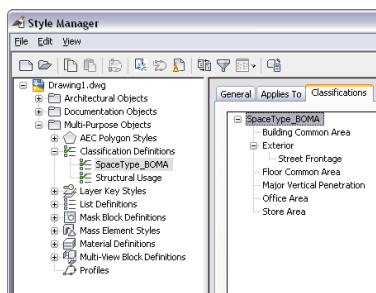 Style Manager
File Edit View
Drawing1.dwg
Architectural Objects
Documentation Objects
Multi-Purpose Objects
AEC Polygon Styles
Classification Definitions
SpaceType_BOMA
Structural Usage
Layer Key Styles
List Definitions
Mask Block Definitions
Mass Element Styles
Material Definitions
Multi-View Block Definitions
Profiles
General Applies To Classifications
SpaceType_BOMA
Building Common Area
Exterior
Street Frontage
Floor Common Area
Major Vertical Penetration
Office Area
Store Area